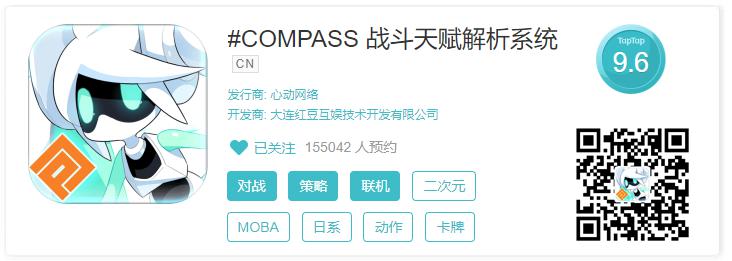 #COMPASS 战斗天赋解析系统
CN
TopTop
9.6
发行商: 心动网络
开发商: 大连红豆互娱技术开发有限公司
已关注 155042 人预约
对战 策略 联机 二次元
MOBA 日系 动作 卡牌